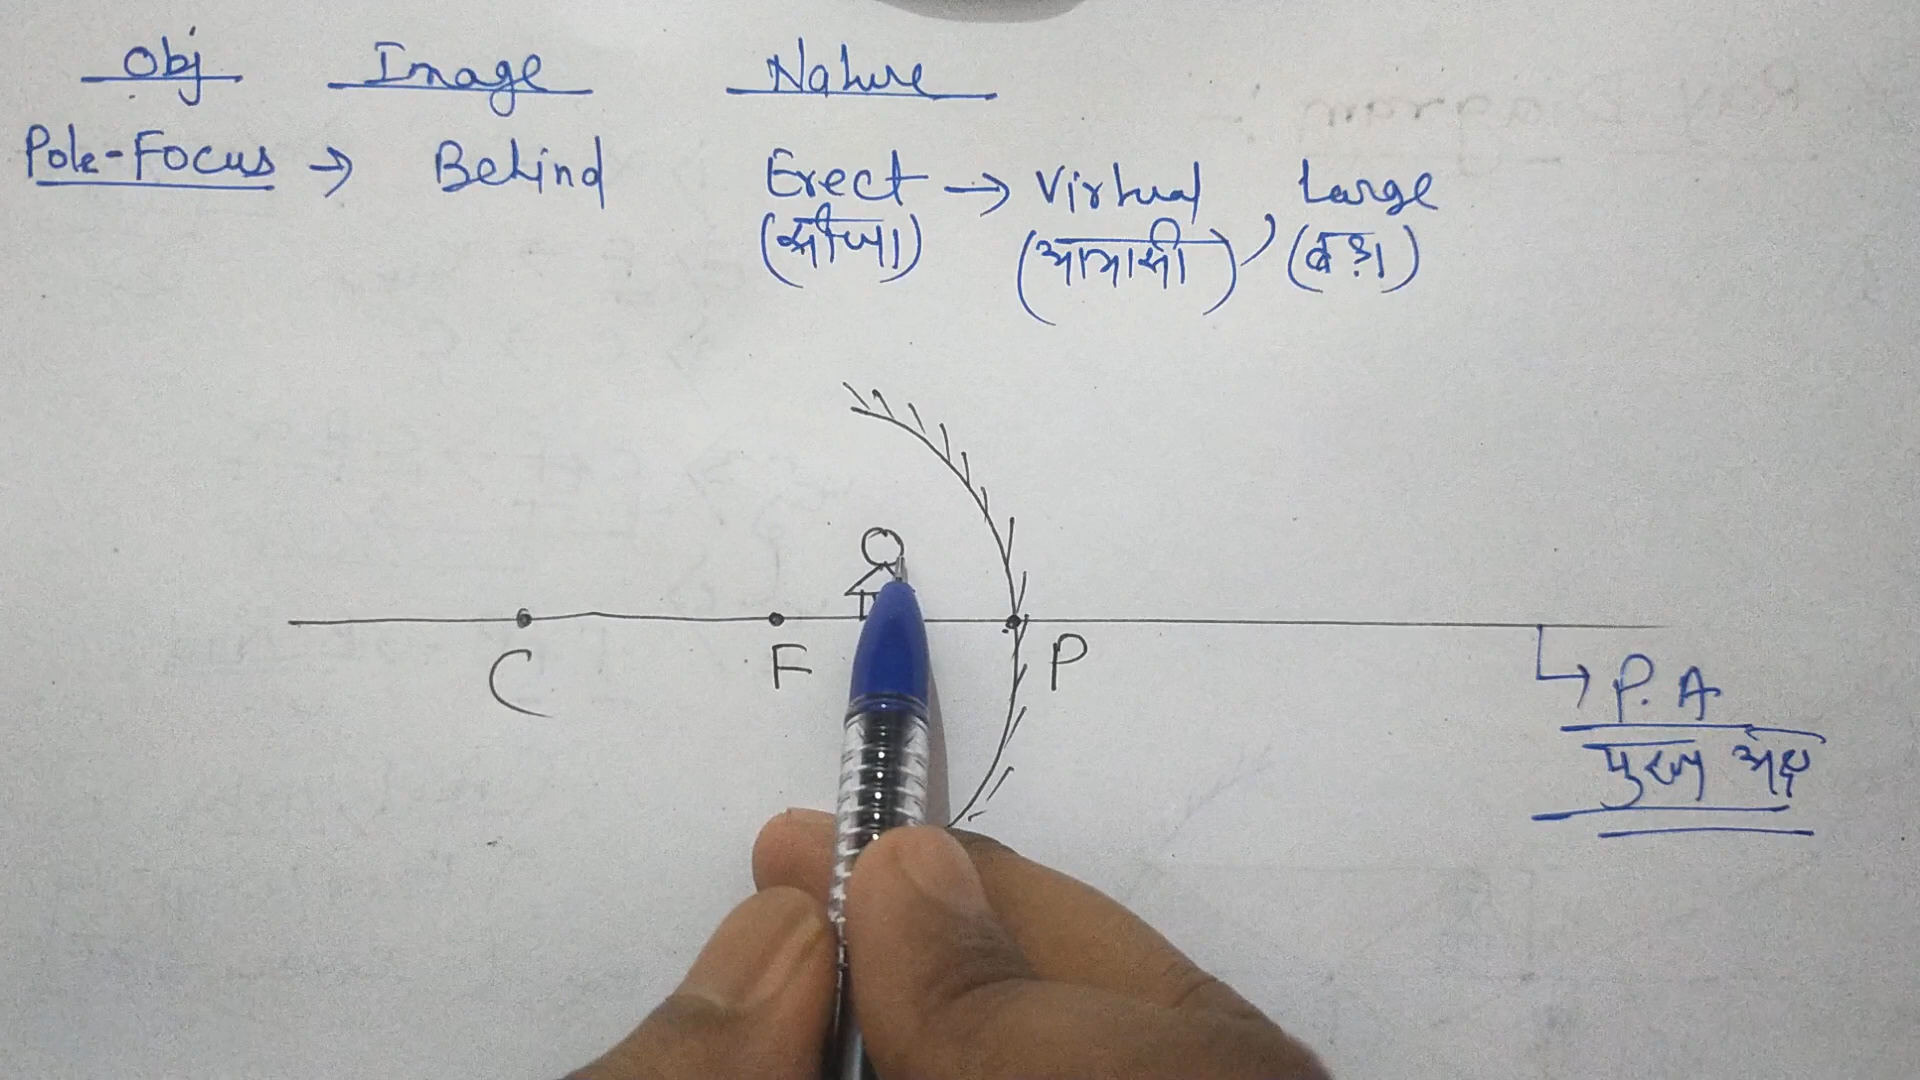 Obj Image Nature
Pole-Focus → Behind Erect → Virtual, Large
(सीधा) (आभासी) (बड़ा)
C F P
P.A
मुख्य अक्ष